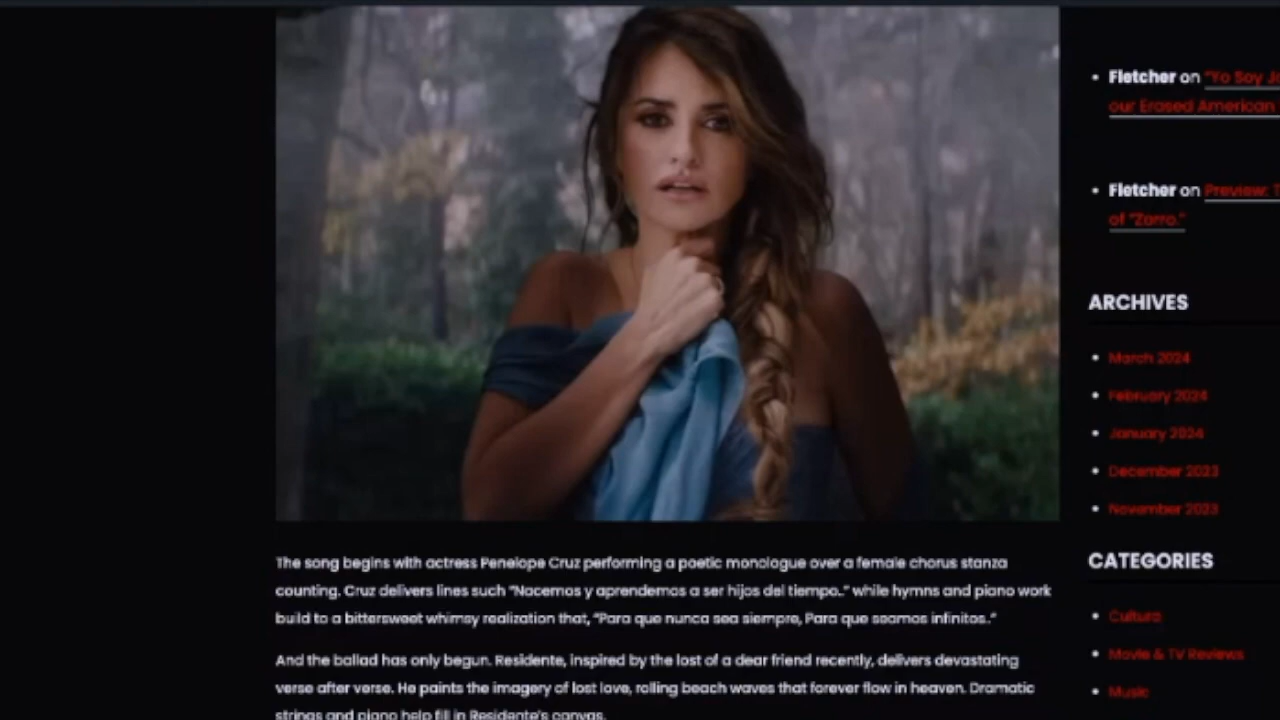 The song begins with actress Penelope Cruz performing a poetic monologue over a female chorus stanza
counting. Cruz delivers lines such "Nacemos y aprendemos a ser hijos del tiempo.." while hymns and piano work
build to a bittersweet whimsy realization that, "Para que nunca sea siempre, Para que seamos infinitos.."
And the ballad has only begun. Residente, inspired by the lost of a dear friend recently, delivers devastating
verse after verse. He paints the imagery of lost love, rolling beach waves that forever flow in heaven. Dramatic
strings and piano help fill in Residente's canvas.
Fletcher on "Yo Soy
our Erased American
Fletcher on Preview:
of "Zorro."
ARCHIVES
March 2024
February 2024
January 2024
December 2023
November 2023
CATEGORIES
Cultura
Movie & TV Reviews
Music